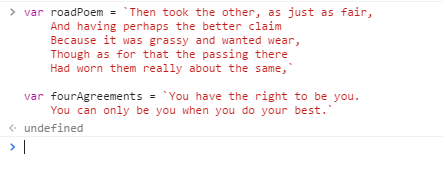 > var roadPoem = `Then took the other, as just as fair,
And having perhaps the better claim
Because it was grassy and wanted wear,
Though as for that the passing there
Had worn them really about the same,`
var fourAgreements = `You have the right to be you.
You can only be you when you do your best.`
<· undefined
>